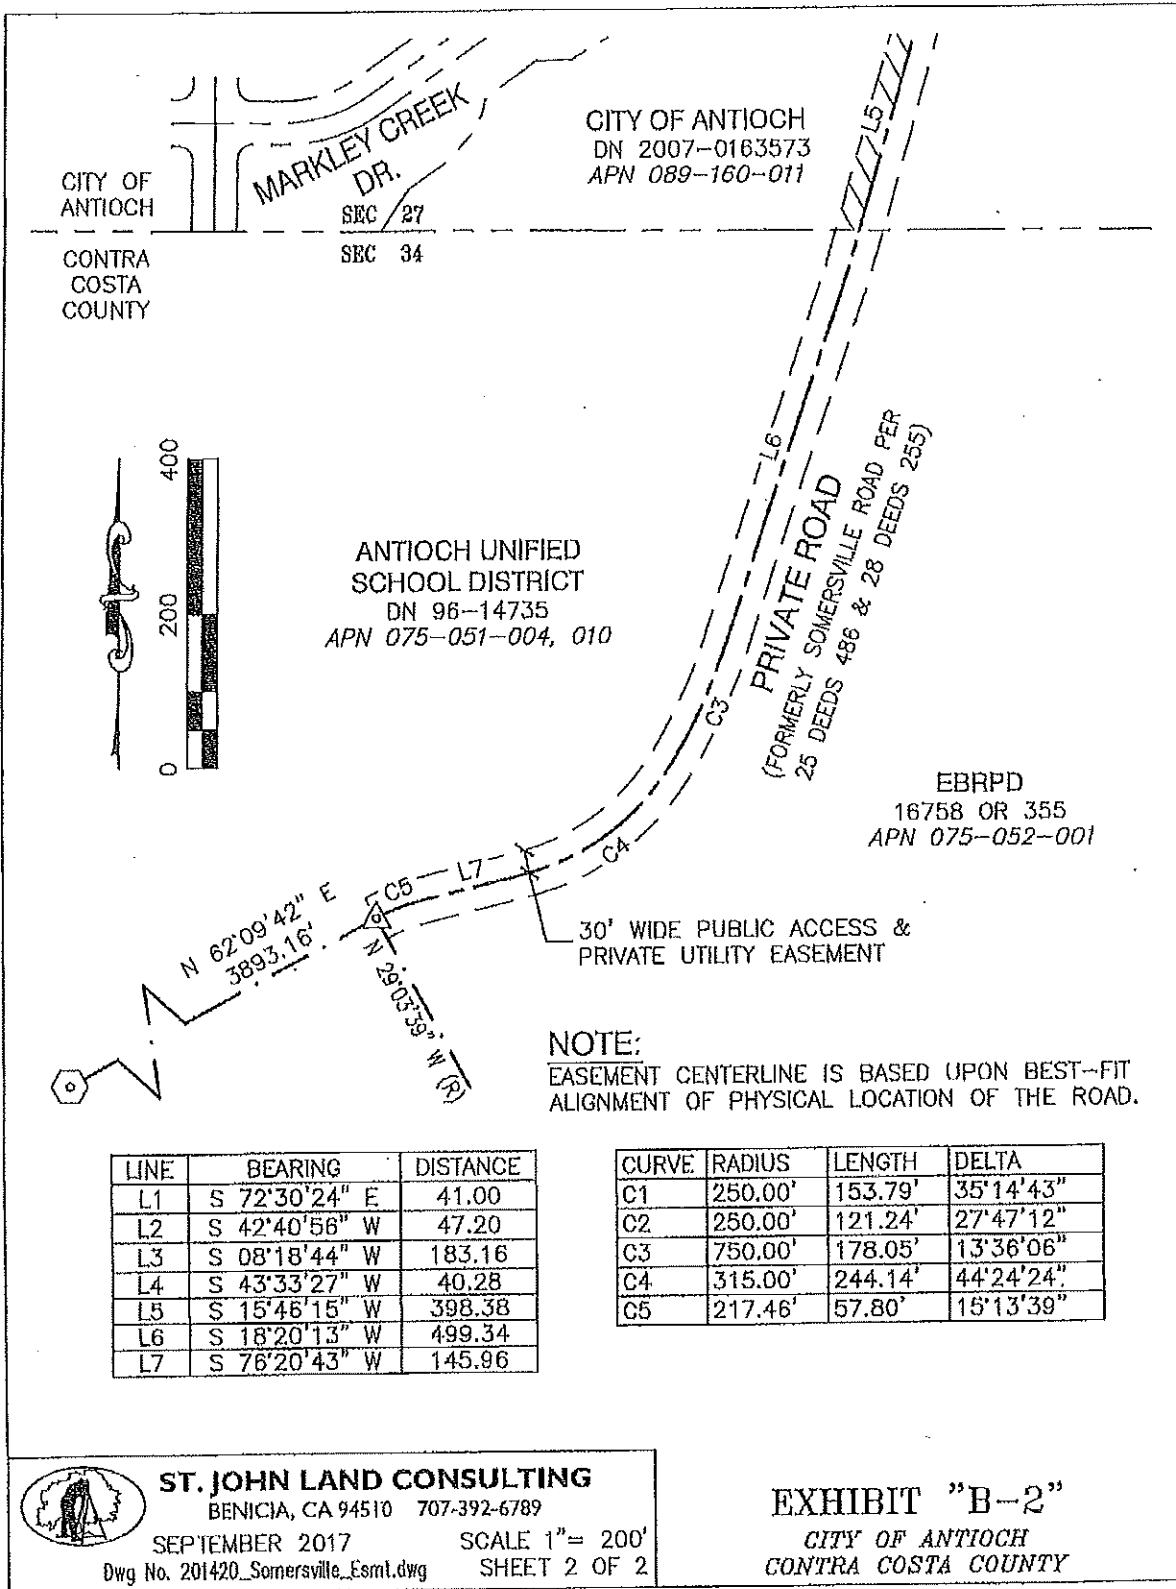 MARKLEY CREEK
DR.
CITY OF ANTIOCH
DN 2007-0163573
APN 089-160-011
L5
CITY OF
ANTIOCH
SEC 27
SEC 34
CONTRA
COSTA
COUNTY
L6
400
200
0
ANTIOCH UNIFIED
SCHOOL DISTRICT
DN 96-14735
APN 075-051-004, 010
PRIVATE ROAD
(FORMERLY SOMERSVILLE ROAD PER
25 DEEDS 486 & 28 DEEDS 255)
C3
EBRPD
16758 OR 355
APN 075-052-001
C4
L7
C5
N 62°09'42" E
3893.16'
30' WIDE PUBLIC ACCESS &
PRIVATE UTILITY EASEMENT
N 29°03'39" W (R)
NOTE:
EASEMENT CENTERLINE IS BASED UPON BEST-FIT
ALIGNMENT OF PHYSICAL LOCATION OF THE ROAD.
LINE BEARING DISTANCE
L1 S 72°30'24" E 41.00
L2 S 42°40'56" W 47.20
L3 S 08°18'44" W 183.16
L4 S 43°33'27" W 40.28
L5 S 15°46'15" W 398.38
L6 S 18°20'13" W 499.34
L7 S 76°20'43" W 145.96
CURVE RADIUS LENGTH DELTA
C1 250.00' 153.79' 35°14'43"
C2 250.00' 121.24' 27°47'12"
C3 750.00' 178.05' 13°36'06"
C4 315.00' 244.14' 44°24'24"
C5 217.46' 57.80' 15°13'39"
ST. JOHN LAND CONSULTING
BENICIA, CA 94510 707-392-6789
SEPTEMBER 2017 SCALE 1"= 200'
Dwg No. 201420_Somersville_Esmt.dwg SHEET 2 OF 2
EXHIBIT "B-2"
CITY OF ANTIOCH
CONTRA COSTA COUNTY